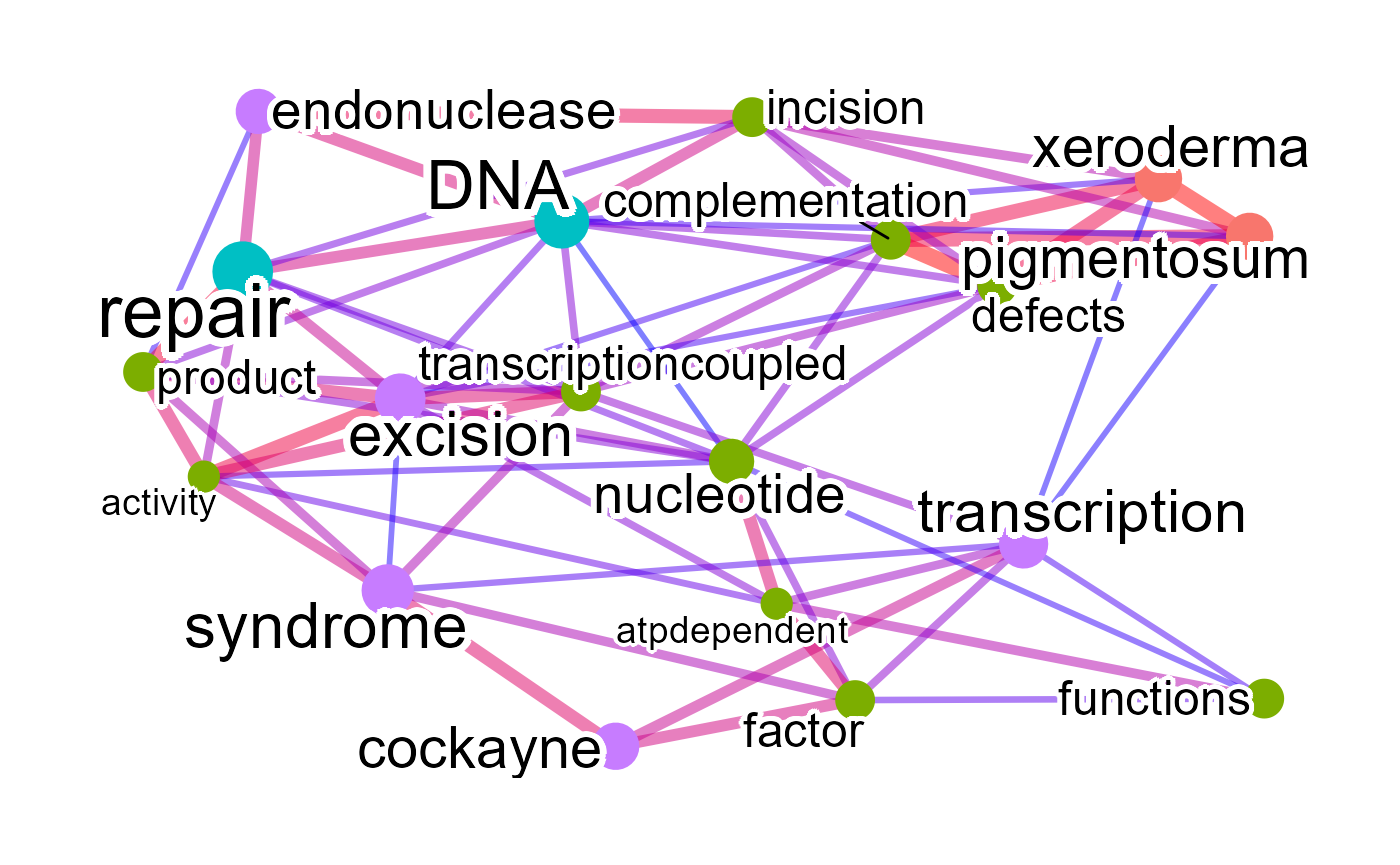 endonuclease
incision
xeroderma
DNA
complementation
pigmentosum
repair
defects
transcriptioncoupled
product
excision
activity
nucleotide
transcription
syndrome
atpdependent
functions
factor
cockayne